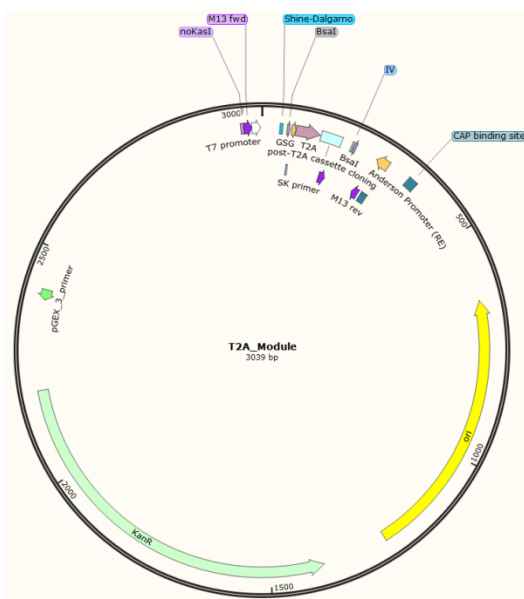 M13 fwd
noKasI
Shine-Dalgarno
BsaI
IV
CAP binding site
3000
T7 promoter
GSG
T2A
post-T2A cassette cloning
BsaI
Anderson Promoter (RE)
SK primer
M13 rev
500
2500
pGEX_3_primer
T2A_Module
3039 bp
ori
1000
2000
KanR
1500